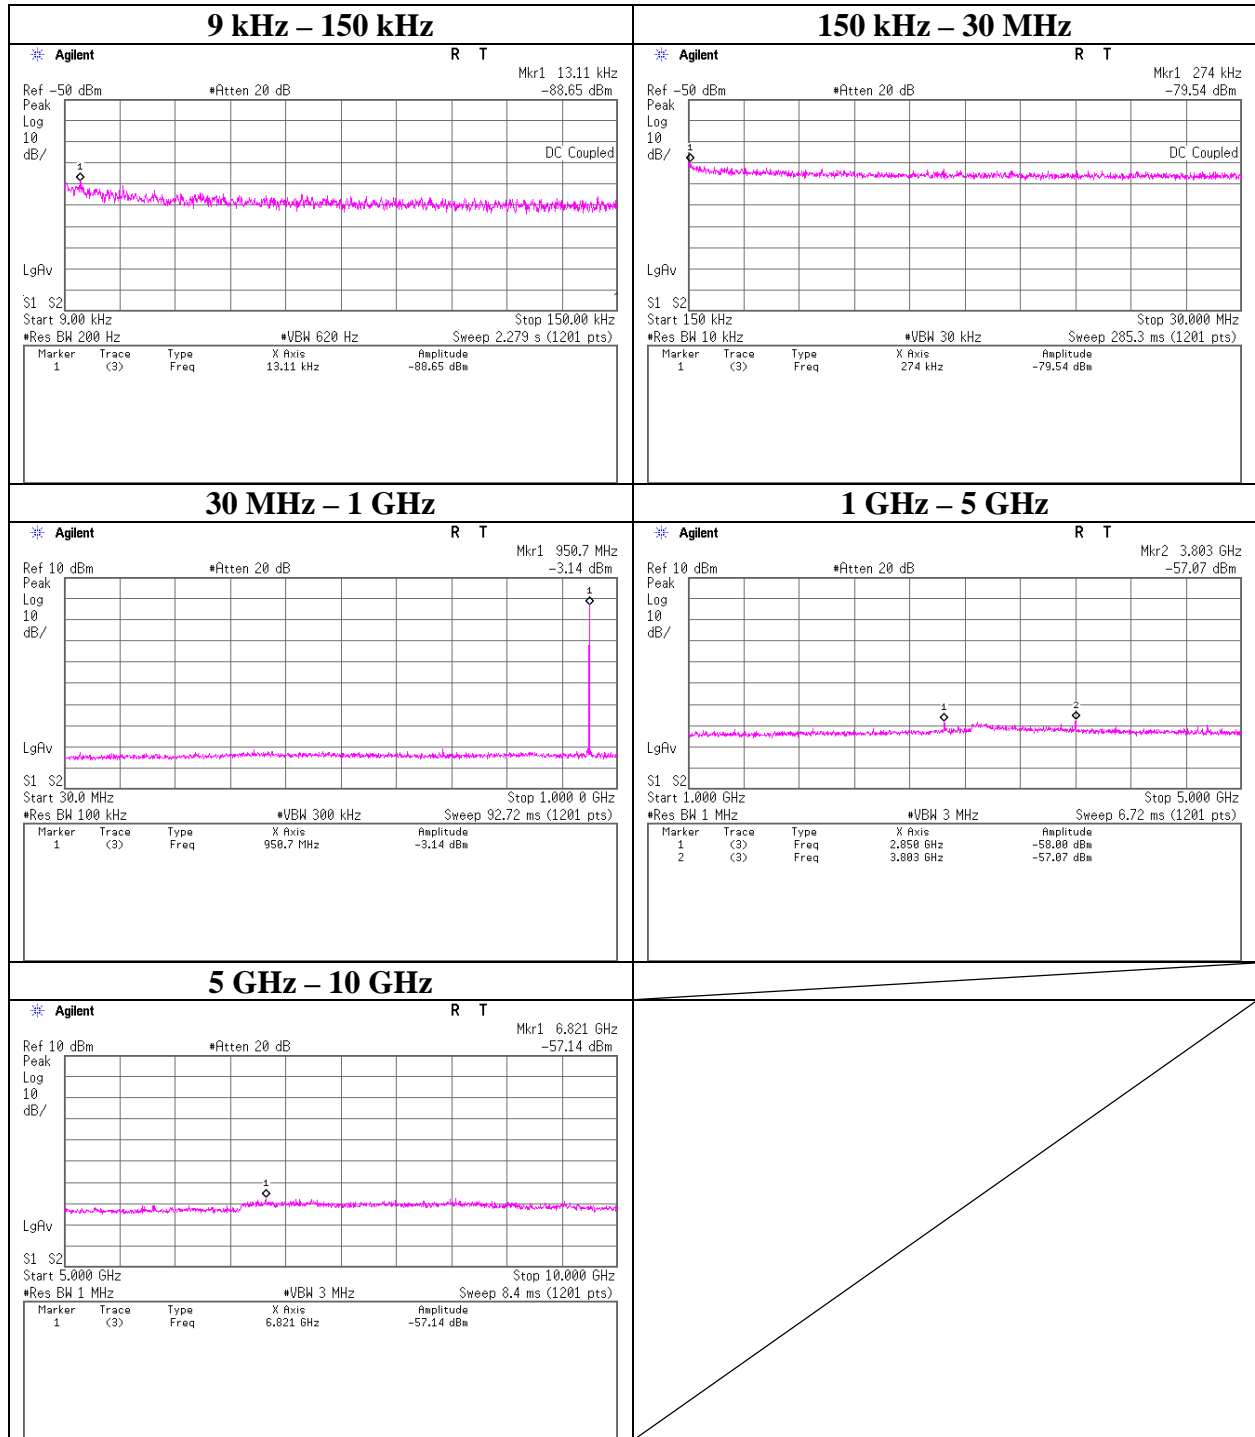 9 kHz – 150 kHz
Agilent R T
Mkr1 13.11 kHz
Ref -50 dBm #Atten 20 dB -88.65 dBm
Peak
Log
10
dB/
DC Coupled
1
LgAv
S1 S2
Start 9.00 kHz Stop 150.00 kHz
#Res BW 200 Hz #VBW 620 Hz Sweep 2.279 s (1201 pts)
Marker Trace Type X Axis Amplitude
1 (3) Freq 13.11 kHz -88.65 dBm
150 kHz – 30 MHz
Agilent R T
Mkr1 274 kHz
Ref -50 dBm #Atten 20 dB -79.54 dBm
Peak
Log
10
dB/
DC Coupled
1
LgAv
S1 S2
Start 150 kHz Stop 30.000 MHz
#Res BW 10 kHz #VBW 30 kHz Sweep 285.3 ms (1201 pts)
Marker Trace Type X Axis Amplitude
1 (3) Freq 274 kHz -79.54 dBm
30 MHz – 1 GHz
Agilent R T
Mkr1 950.7 MHz
Ref 10 dBm #Atten 20 dB -3.14 dBm
Peak
Log
10
dB/
1
LgAv
S1 S2
Start 30.0 MHz Stop 1.000 0 GHz
#Res BW 100 kHz #VBW 300 kHz Sweep 92.72 ms (1201 pts)
Marker Trace Type X Axis Amplitude
1 (3) Freq 950.7 MHz -3.14 dBm
1 GHz – 5 GHz
Agilent R T
Mkr2 3.803 GHz
Ref 10 dBm #Atten 20 dB -57.07 dBm
Peak
Log
10
dB/
1 2
LgAv
S1 S2
Start 1.000 GHz Stop 5.000 GHz
#Res BW 1 MHz #VBW 3 MHz Sweep 6.72 ms (1201 pts)
Marker Trace Type X Axis Amplitude
1 (3) Freq 2.850 GHz -58.00 dBm
2 (3) Freq 3.803 GHz -57.07 dBm
5 GHz – 10 GHz
Agilent R T
Mkr1 6.821 GHz
Ref 10 dBm #Atten 20 dB -57.14 dBm
Peak
Log
10
dB/
1
LgAv
S1 S2
Start 5.000 GHz Stop 10.000 GHz
#Res BW 1 MHz #VBW 3 MHz Sweep 8.4 ms (1201 pts)
Marker Trace Type X Axis Amplitude
1 (3) Freq 6.821 GHz -57.14 dBm